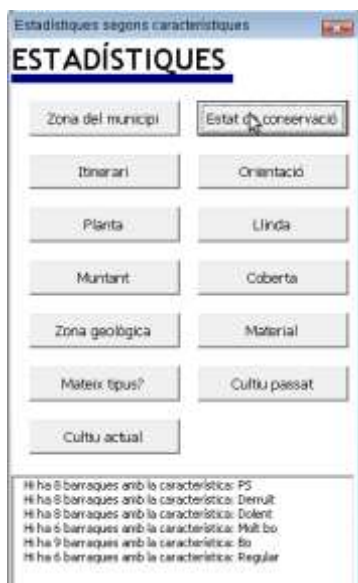 Estadístiques segons característiques
ESTADÍSTIQUES
Zona del municipi
Estat de conservació
Itinerari
Orientació
Planta
Llinda
Muntant
Coberta
Zona geològica
Material
Mateix tipus?
Cultiu passat
Cultiu actual
Hi ha 8 barraques amb la característica: PS
Hi ha 8 barraques amb la característica: Derruït
Hi ha 8 barraques amb la característica: Dolent
Hi ha 6 barraques amb la característica: Molt bo
Hi ha 9 barraques amb la característica: Bo
Hi ha 6 barraques amb la característica: Regular